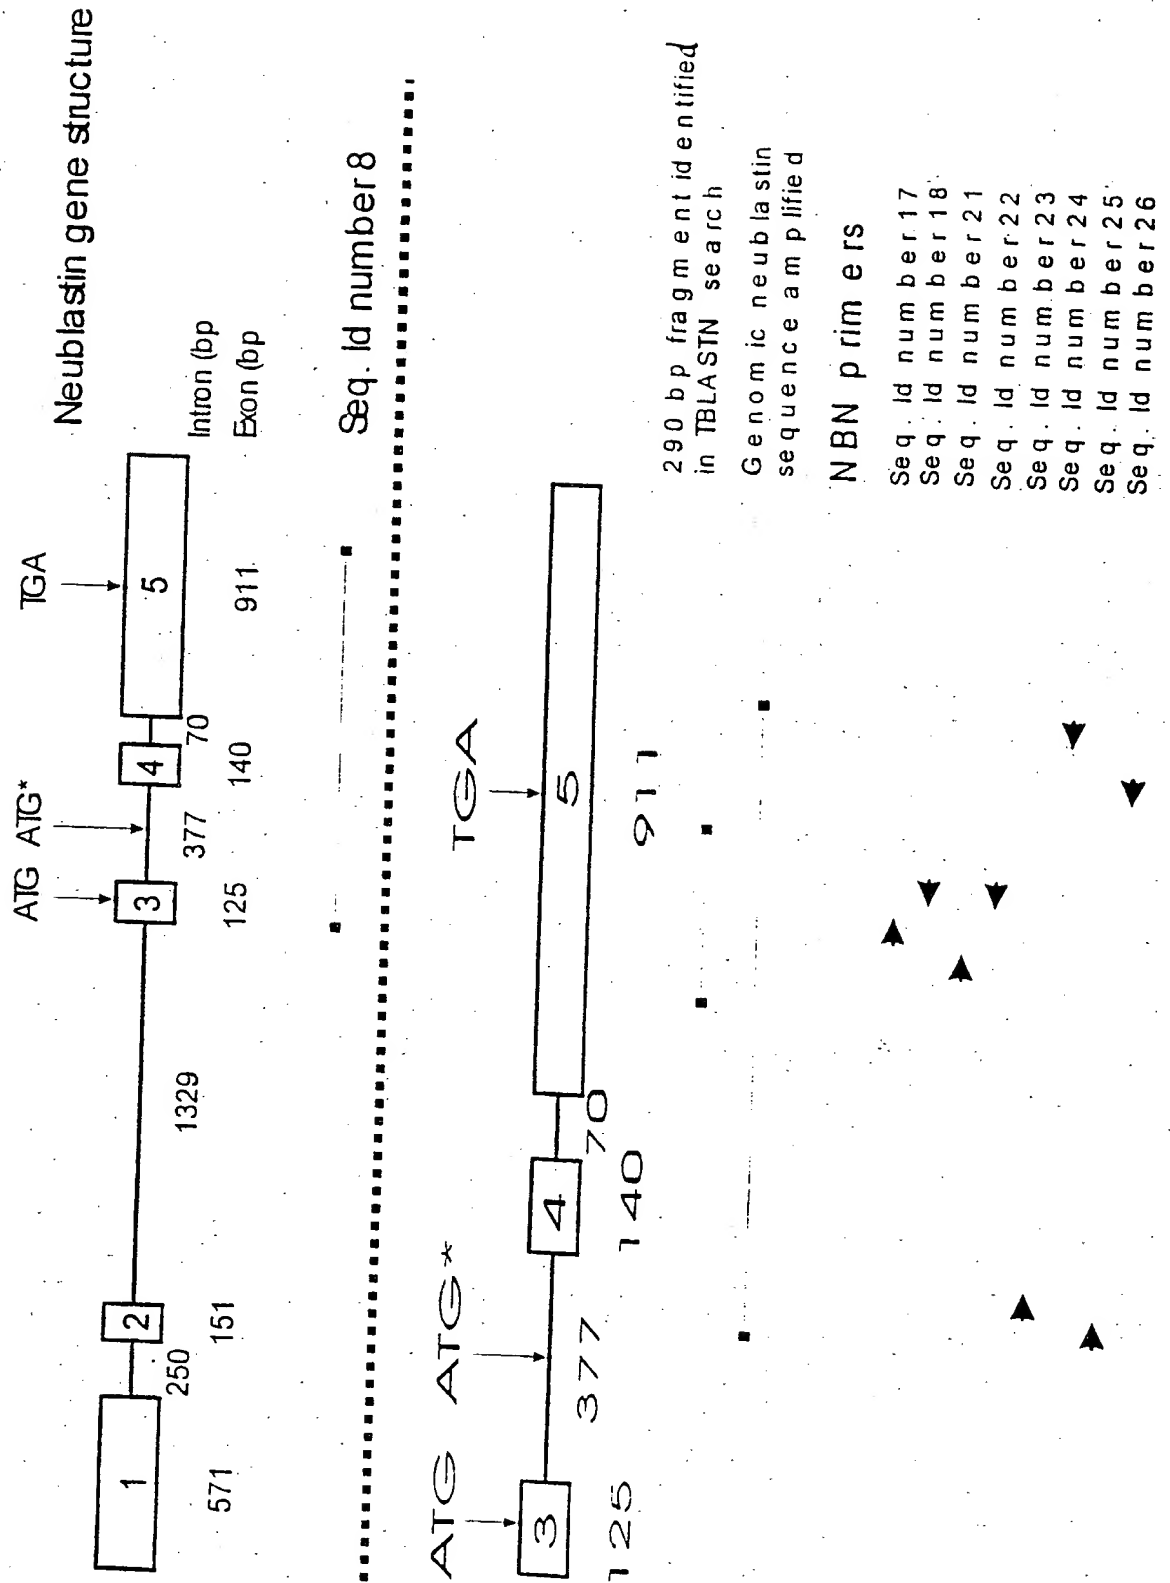 Neublastin gene structure
ATG ATG* TGA
1 2 3 4 5
250 1329 377 70 Intron (bp
571 151 125 140 911 Exon (bp
Seq. Id number 8
ATG ATG* TGA
3 4 5
377 70
125 140 911
290 bp fragment identified
in TBLASTN search
Genomic neublastin
sequence amplified
NBN primers
Seq. Id number 17
Seq. Id number 18
Seq. Id number 21
Seq. Id number 22
Seq. Id number 23
Seq. Id number 24
Seq. Id number 25
Seq. Id number 26